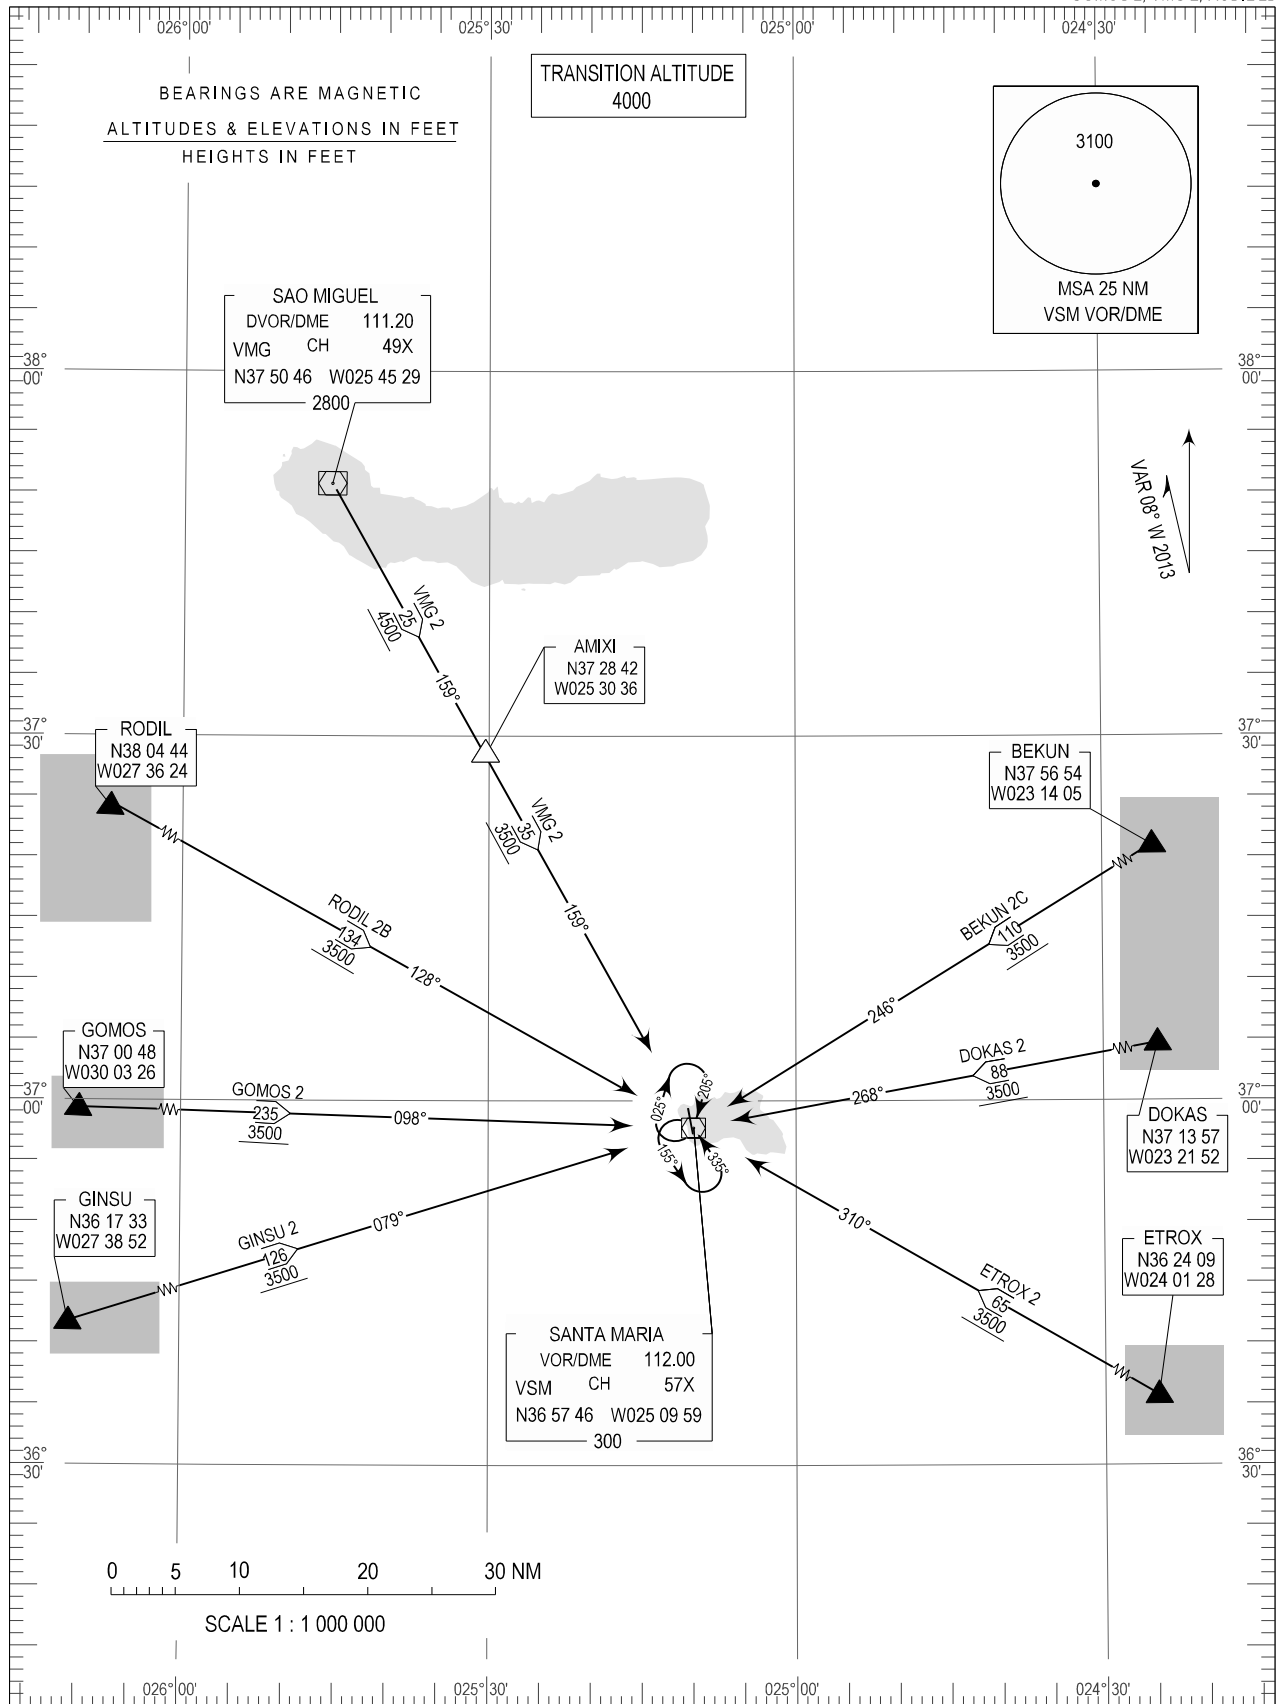 026°00'
025°30'
025°00'
024°30'
BEARINGS ARE MAGNETIC
ALTITUDES & ELEVATIONS IN FEET
HEIGHTS IN FEET
TRANSITION ALTITUDE
4000
3100
MSA 25 NM
VSM VOR/DME
SAO MIGUEL
DVOR/DME 111.20
VMG CH 49X
N37 50 46 W025 45 29
2800
38°
00'
38°
00'
VAR 08° W 2013
VMG 2
25
4500
159°
AMIXI
N37 28 42
W025 30 36
37°
30'
37°
30'
RODIL
N38 04 44
W027 36 24
BEKUN
N37 56 54
W023 14 05
VMG 2
35
3500
159°
RODIL 2B
134
3500
128°
BEKUN 2C
110
3500
246°
GOMOS
N37 00 48
W030 03 26
GOMOS 2
235
3500
098°
DOKAS 2
88
3500
268°
37°
00'
37°
00'
025°
205°
155°
335°
DOKAS
N37 13 57
W023 21 52
GINSU
N36 17 33
W027 38 52
GINSU 2
126
3500
079°
310°
ETROX 2
65
3500
ETROX
N36 24 09
W024 01 28
SANTA MARIA
VOR/DME 112.00
VSM CH 57X
N36 57 46 W025 09 59
300
36°
30'
36°
30'
0 5 10 20 30 NM
SCALE 1 : 1 000 000
026°00'
025°30'
025°00'
024°30'